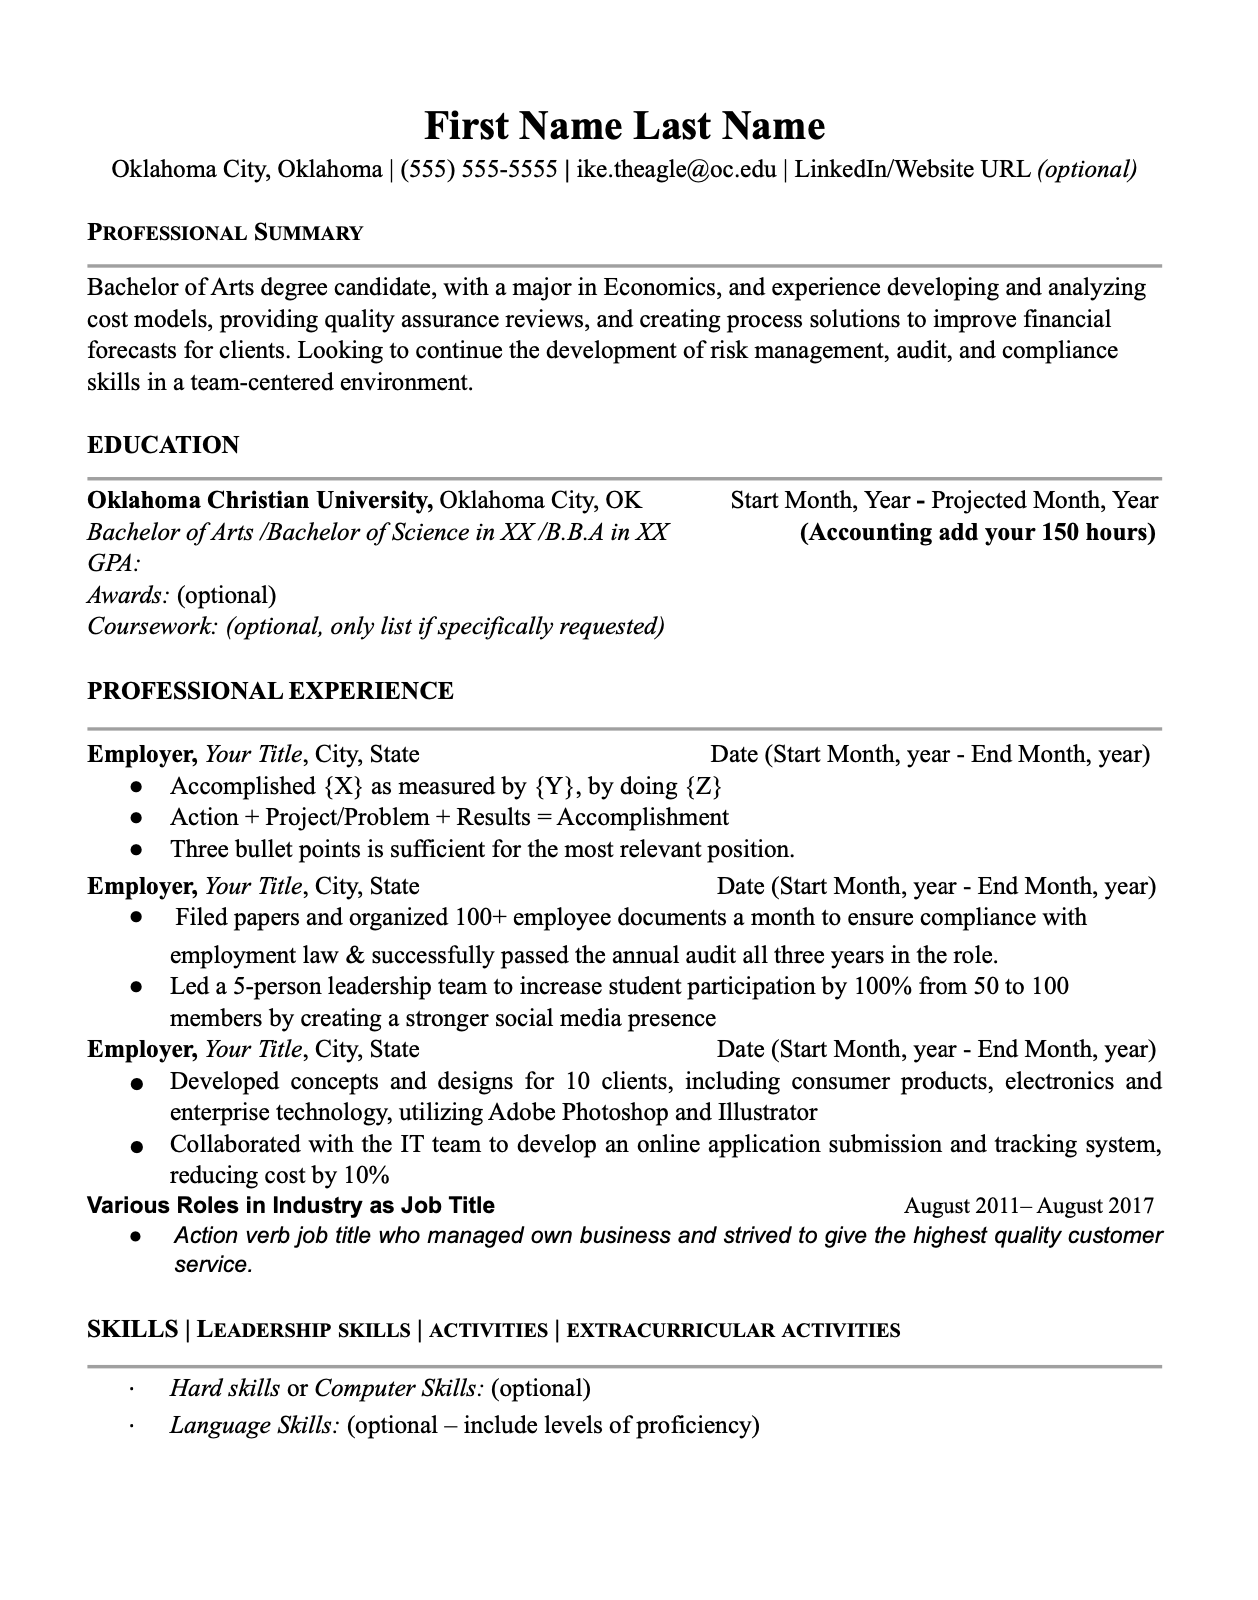 First Name Last Name
Oklahoma City, Oklahoma | (555) 555-5555 | ike.theagle@oc.edu | LinkedIn/Website URL (optional)
PROFESSIONAL SUMMARY
Bachelor of Arts degree candidate, with a major in Economics, and experience developing and analyzing
cost models, providing quality assurance reviews, and creating process solutions to improve financial
forecasts for clients. Looking to continue the development of risk management, audit, and compliance
skills in a team-centered environment.
EDUCATION
Oklahoma Christian University, Oklahoma City, OK Start Month, Year - Projected Month, Year
Bachelor of Arts /Bachelor of Science in XX /B.B.A in XX (Accounting add your 150 hours)
GPA:
Awards: (optional)
Coursework: (optional, only list if specifically requested)
PROFESSIONAL EXPERIENCE
Employer, Your Title, City, State Date (Start Month, year - End Month, year)
● Accomplished {X} as measured by {Y}, by doing {Z}
● Action + Project/Problem + Results = Accomplishment
● Three bullet points is sufficient for the most relevant position.
Employer, Your Title, City, State Date (Start Month, year - End Month, year)
● Filed papers and organized 100+ employee documents a month to ensure compliance with
employment law & successfully passed the annual audit all three years in the role.
● Led a 5-person leadership team to increase student participation by 100% from 50 to 100
members by creating a stronger social media presence
Employer, Your Title, City, State Date (Start Month, year - End Month, year)
● Developed concepts and designs for 10 clients, including consumer products, electronics and
enterprise technology, utilizing Adobe Photoshop and Illustrator
● Collaborated with the IT team to develop an online application submission and tracking system,
reducing cost by 10%
Various Roles in Industry as Job Title August 2011– August 2017
● Action verb job title who managed own business and strived to give the highest quality customer
service.
SKILLS | LEADERSHIP SKILLS | ACTIVITIES | EXTRACURRICULAR ACTIVITIES
· Hard skills or Computer Skills: (optional)
· Language Skills: (optional – include levels of proficiency)